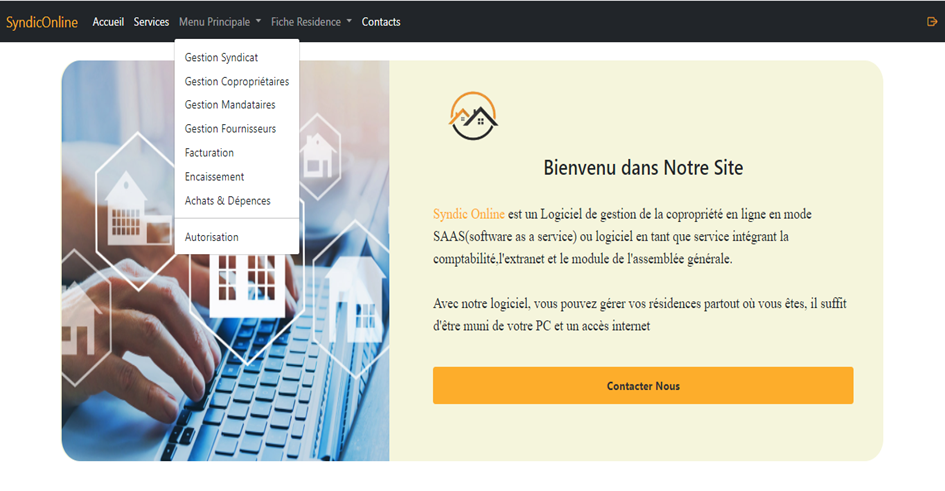 SyndicOnline Accueil Services Menu Principale Fiche Residence Contacts
Gestion Syndicat
Gestion Copropriétaires
Gestion Mandataires
Gestion Fournisseurs
Facturation
Encaissement
Achats & Dépences
Autorisation
Bienvenu dans Notre Site
Syndic Online est un Logiciel de gestion de la copropriété en ligne en mode
SAAS(software as a service) ou logiciel en tant que service intégrant la
comptabilité,l'extranet et le module de l'assemblée générale.
Avec notre logiciel, vous pouvez gérer vos résidences partout où vous êtes, il suffit
d'être muni de votre PC et un accès internet
Contacter Nous